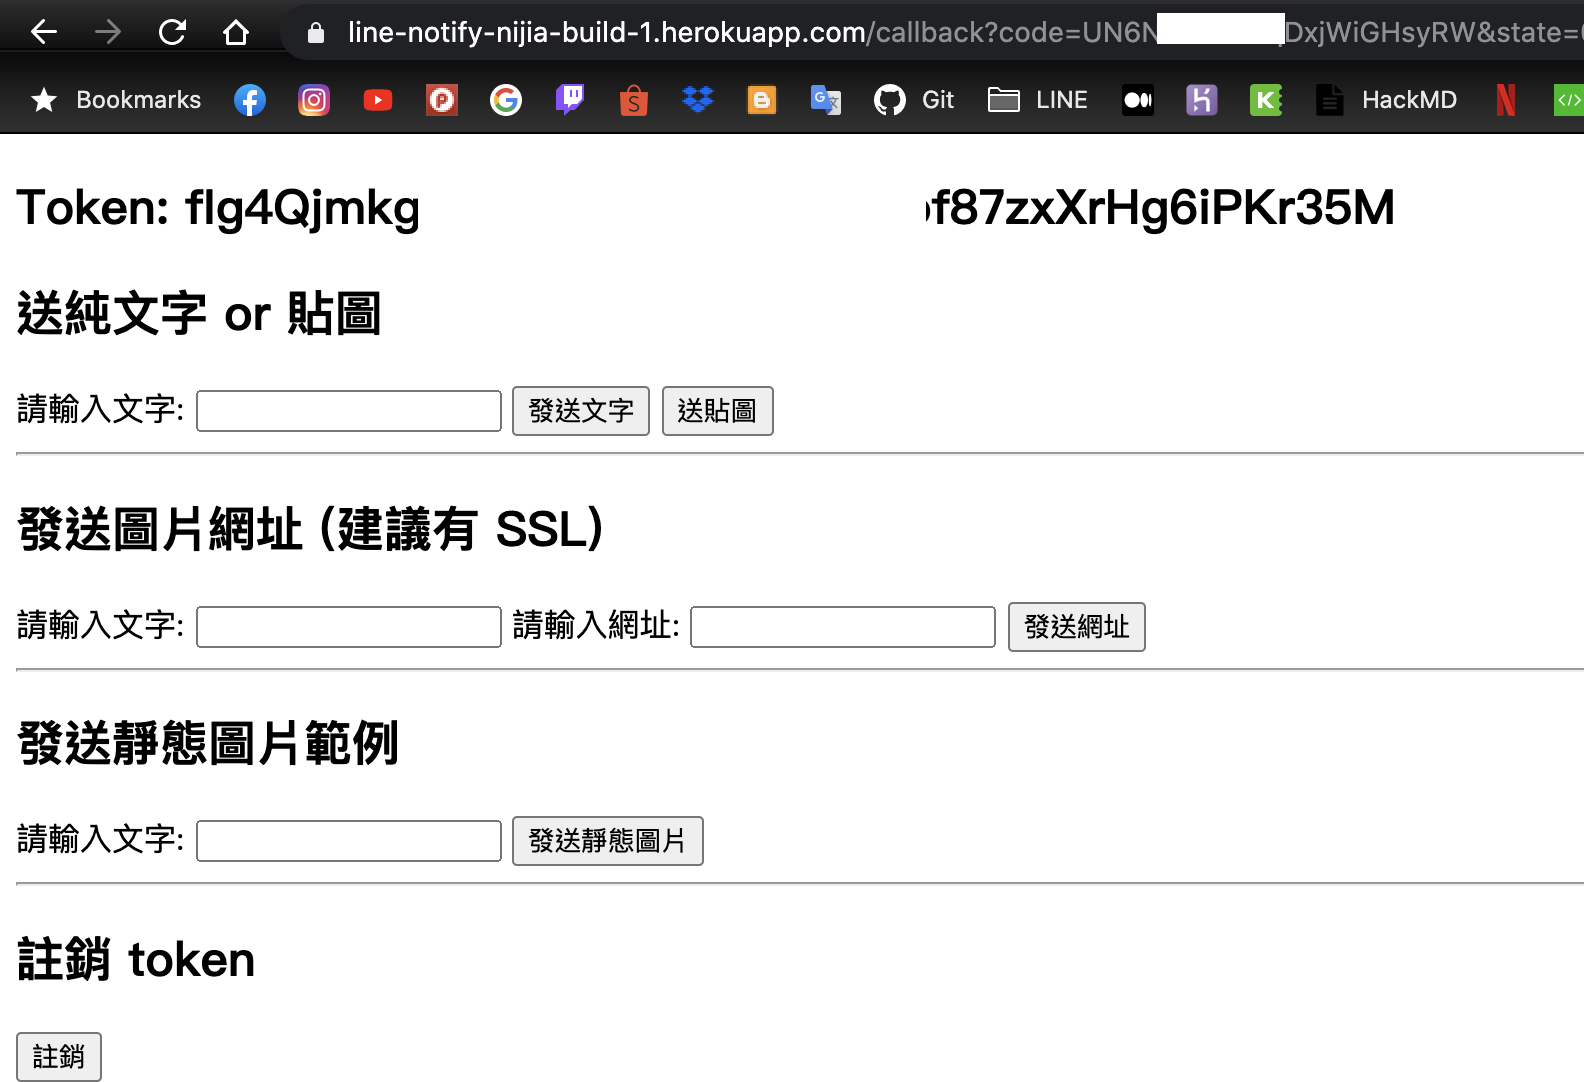 line-notify-nijia-build-1.herokuapp.com/callback?code=UN6N DxjWiGHsyRW&state=
Bookmarks Git LINE HackMD
Token: flg4Qjmkg f87zxXrHg6iPKr35M
送純文字 or 貼圖
請輸入文字: 發送文字 送貼圖
發送圖片網址 (建議有 SSL)
請輸入文字: 請輸入網址: 發送網址
發送靜態圖片範例
請輸入文字: 發送靜態圖片
註銷 token
註銷